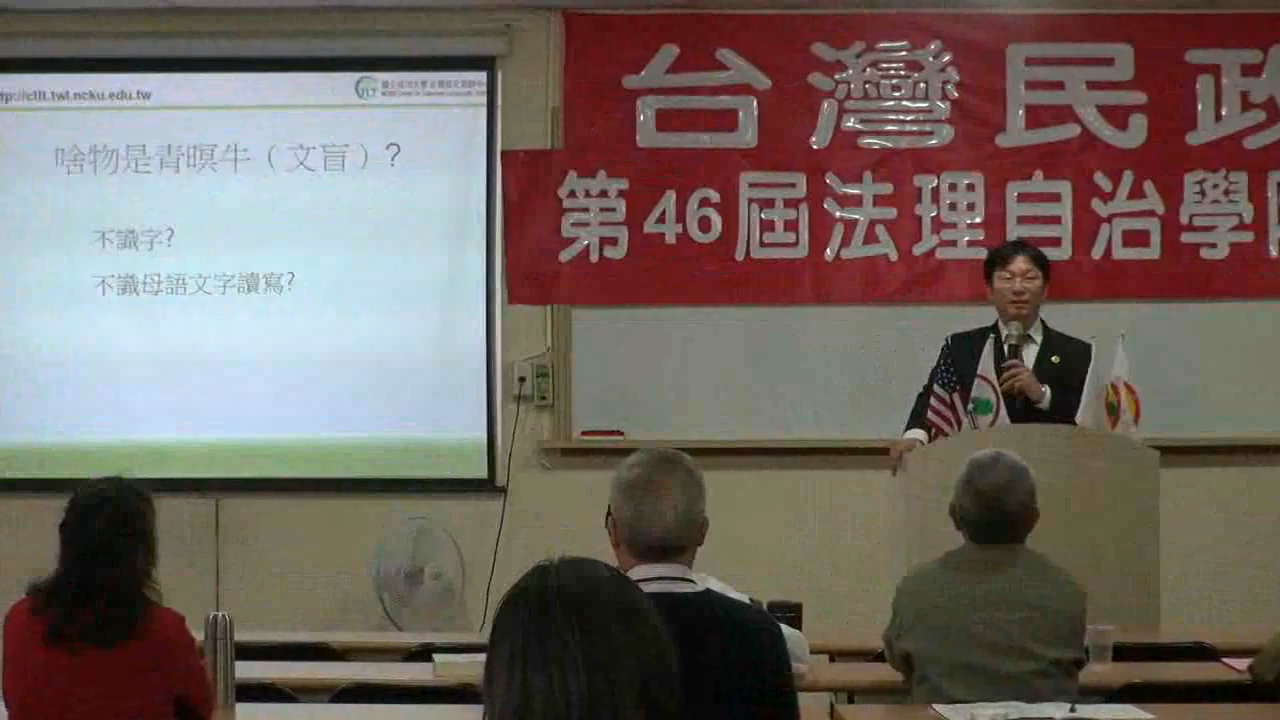 http://ctlt.twl.ncku.edu.tw
啥物是青暝牛（文盲）？
不識字?
不識母語文字讀寫?
台灣民政
第46屆法理自治學